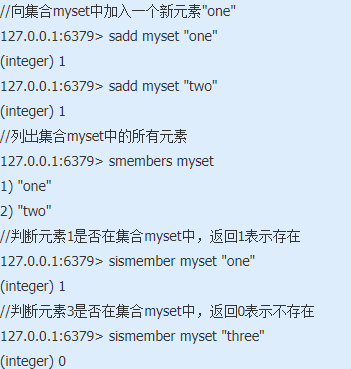 //向集合myset中加入一个新元素"one"
127.0.0.1:6379> sadd myset "one"
(integer) 1
127.0.0.1:6379> sadd myset "two"
(integer) 1
//列出集合myset中的所有元素
127.0.0.1:6379> smembers myset
1) "one"
2) "two"
//判断元素1是否在集合myset中，返回1表示存在
127.0.0.1:6379> sismember myset "one"
(integer) 1
//判断元素3是否在集合myset中，返回0表示不存在
127.0.0.1:6379> sismember myset "three"
(integer) 0